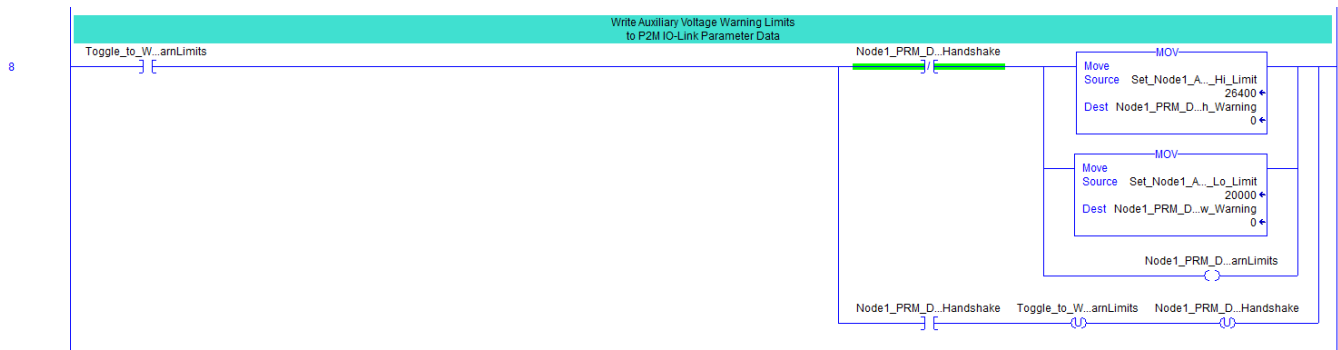 Write Auxiliary Voltage Warning Limits
to P2M IO-Link Parameter Data
Toggle_to_W...arnLimits
Node1_PRM_D...Handshake
8
MOV
Move
Source Set_Node1_A..._Hi_Limit
26400
Dest Node1_PRM_D...h_Warning
0
MOV
Move
Source Set_Node1_A..._Lo_Limit
20000
Dest Node1_PRM_D...w_Warning
0
Node1_PRM_D...arnLimits
Node1_PRM_D...Handshake
Toggle_to_W...arnLimits
U
Node1_PRM_D...Handshake
U